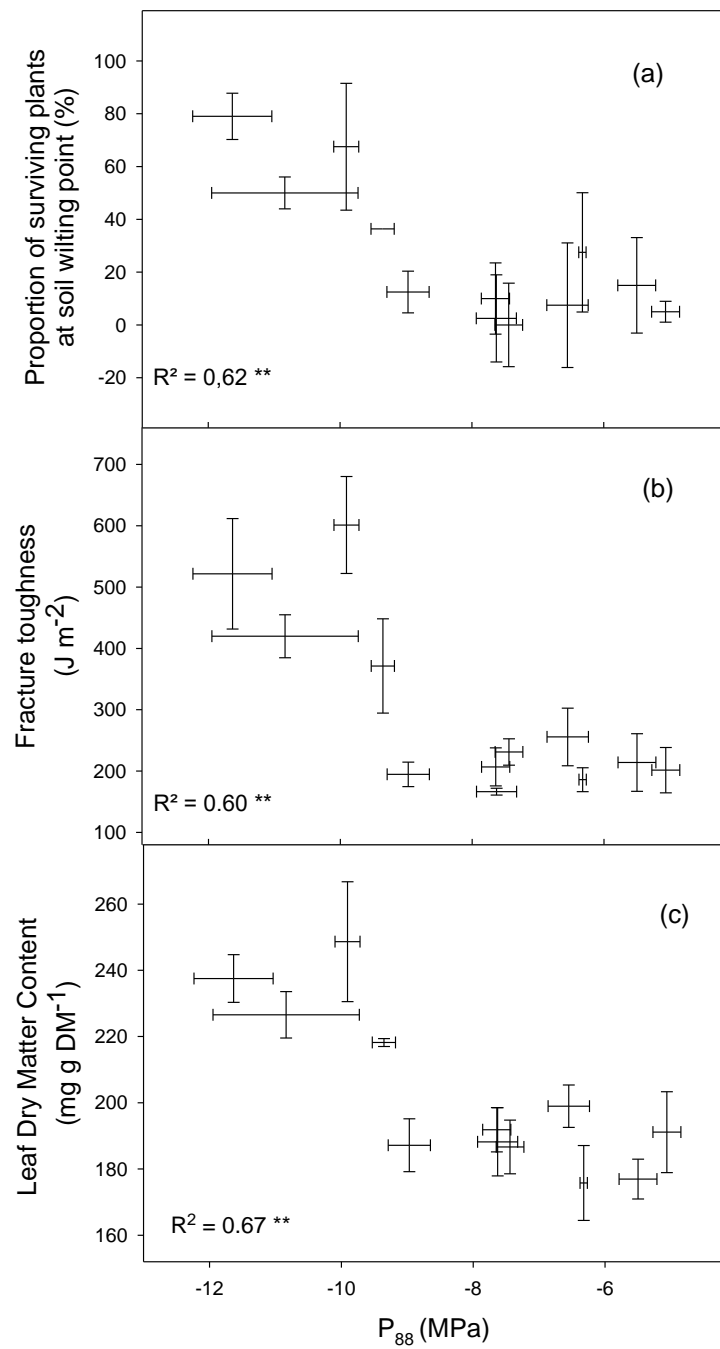 (a)
100
80
60
40
20
0
-20
Proportion of surviving plants
at soil wilting point (%)
R² = 0,62 **
(b)
700
600
500
400
300
200
100
Fracture toughness
(J m⁻²)
R² = 0.60 **
(c)
260
240
220
200
180
160
Leaf Dry Matter Content
(mg g DM⁻¹)
R² = 0.67 **
-12 -10 -8 -6
P₈₈ (MPa)